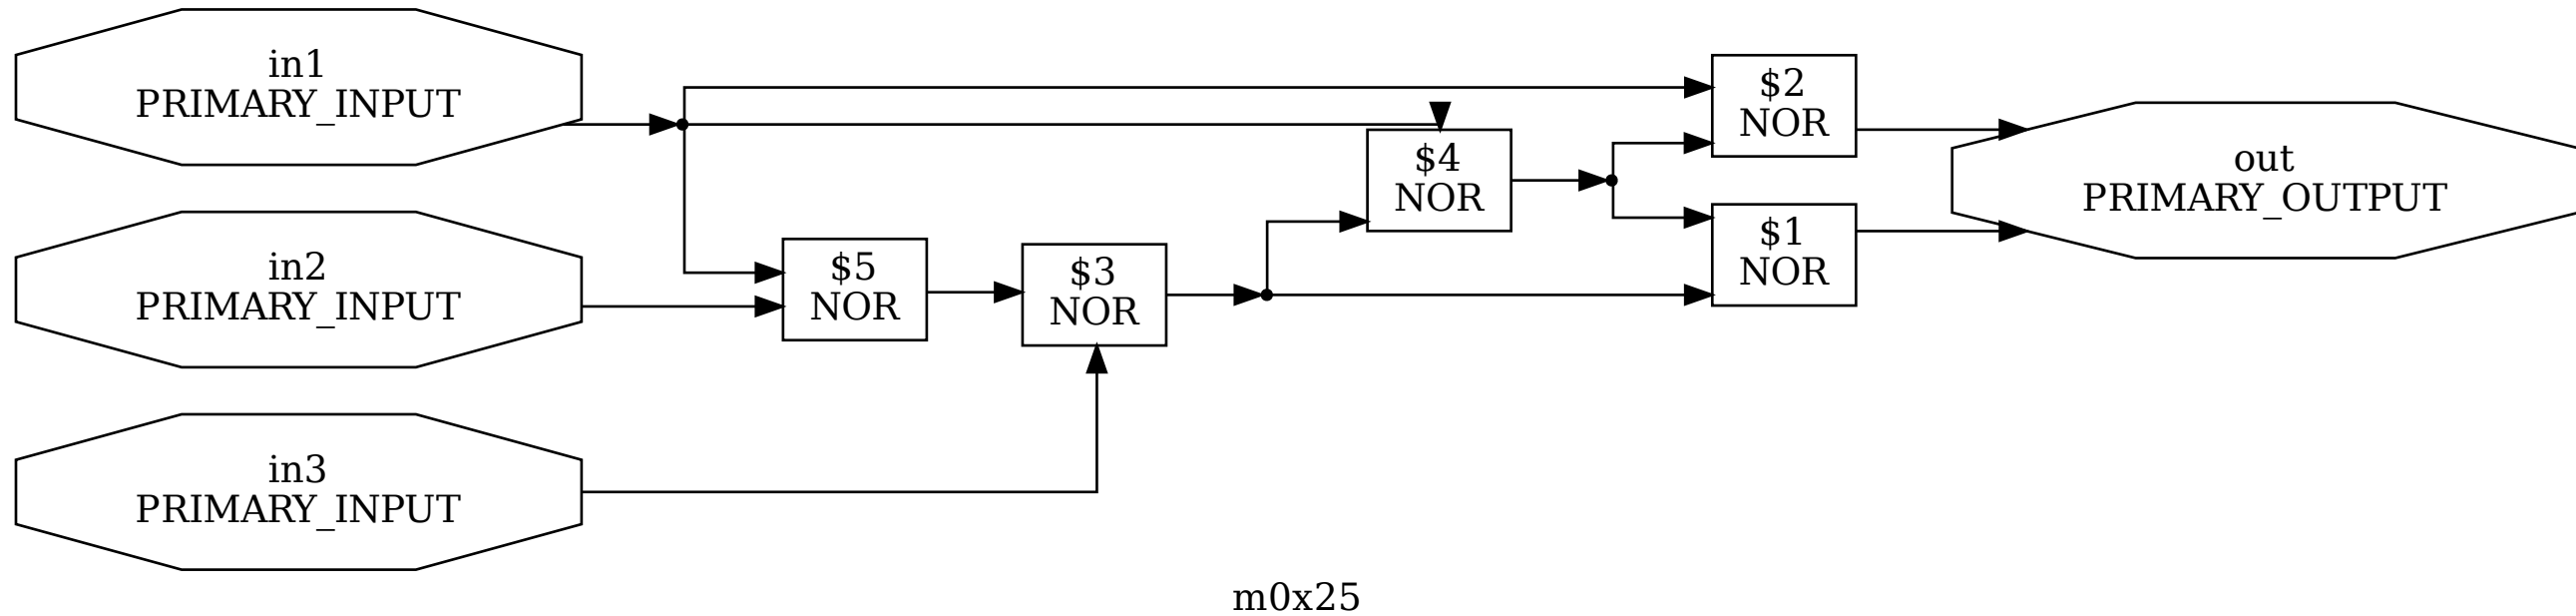 in1
PRIMARY_INPUT
in2
PRIMARY_INPUT
in3
PRIMARY_INPUT
$5
NOR
$3
NOR
$4
NOR
$2
NOR
$1
NOR
out
PRIMARY_OUTPUT
m0x25